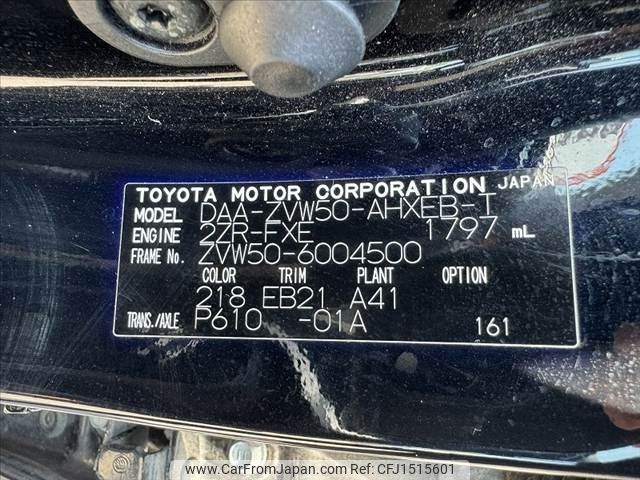 TOYOTA MOTOR CORPORATION JAPAN
MODEL DAA-ZVW50-AHXEB-T
ENGINE 2ZR-FXE 1797 mL
FRAME No. ZVW50-6004500
COLOR TRIM PLANT OPTION
218 EB21 A41
TRANS./AXLE P610 -01A 161
www.CarFromJapan.com - CFJ1515601